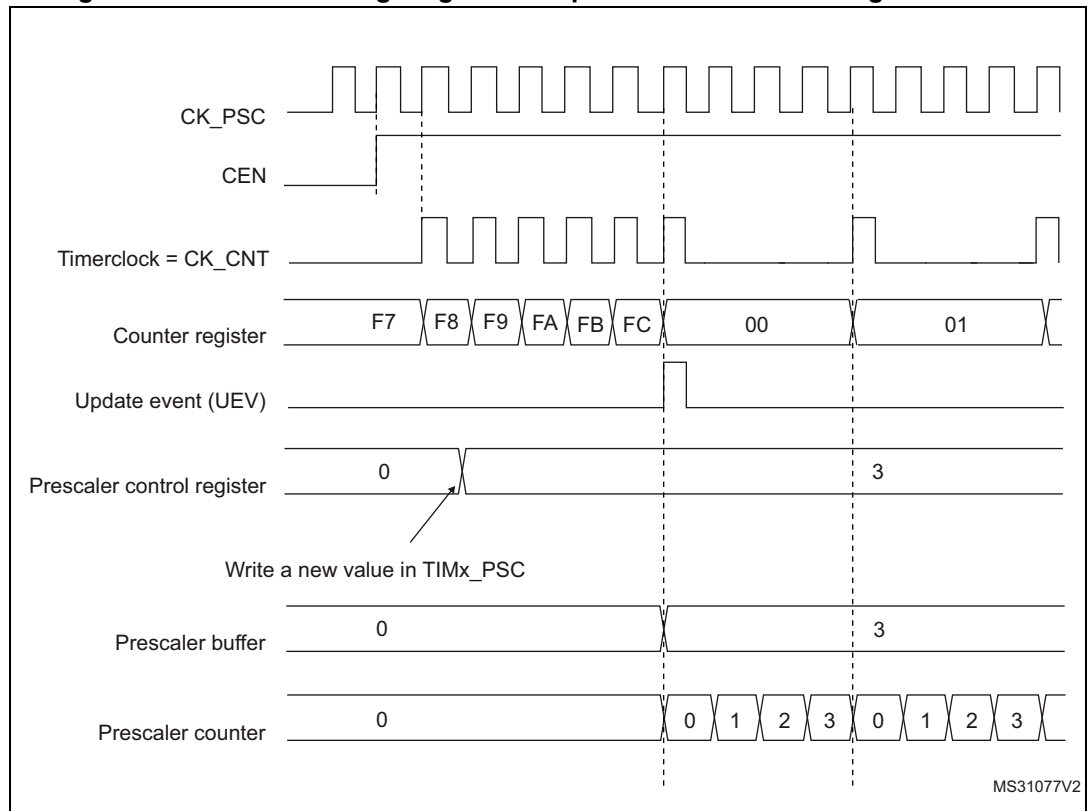 CK_PSC
CEN
Timerclock = CK_CNT
Counter register F7 F8 F9 FA FB FC 00 01
Update event (UEV)
Prescaler control register 0 3
Write a new value in TIMx_PSC
Prescaler buffer 0 3
Prescaler counter 0 0 1 2 3 0 1 2 3
MS31077V2